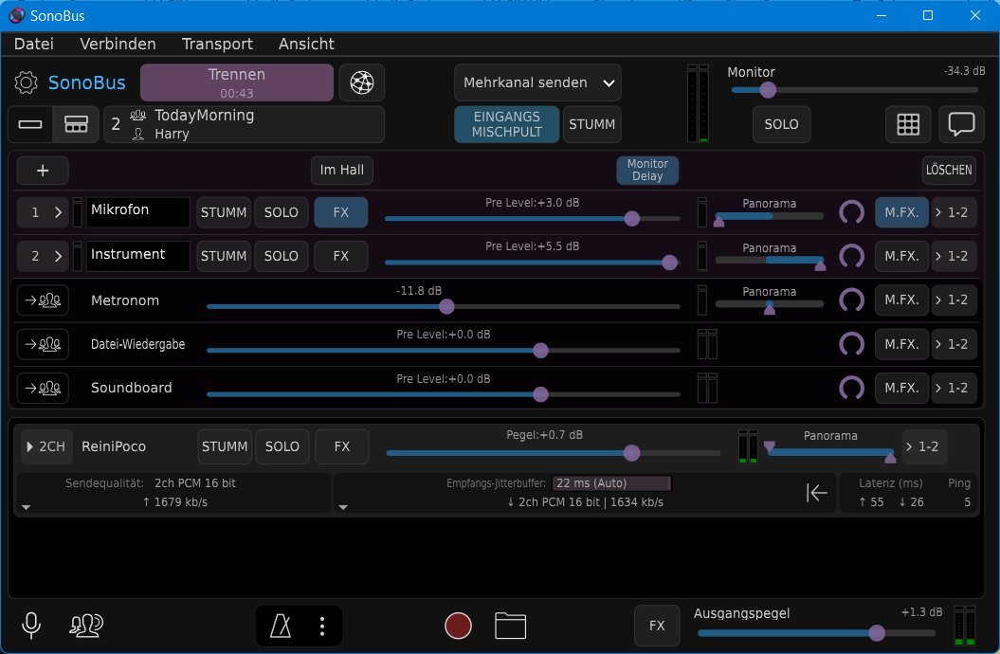 SonoBus
Datei Verbinden Transport Ansicht
SonoBus
Trennen
00:43
Mehrkanal senden
Monitor
-34.3 dB
2
TodayMorning
Harry
EINGANGS
MISCHPULT
STUMM
SOLO
+ Im Hall
Monitor
Delay
LÖSCHEN
1 > Mikrofon STUMM SOLO FX Pre Level:+3.0 dB Panorama M.FX. > 1-2
2 > Instrument STUMM SOLO FX Pre Level:+5.5 dB Panorama M.FX. > 1-2
Metronom -11.8 dB Panorama M.FX. > 1-2
Datei-Wiedergabe Pre Level:+0.0 dB M.FX. > 1-2
Soundboard Pre Level:+0.0 dB M.FX. > 1-2
2CH ReiniPoco STUMM SOLO FX Pegel:+0.7 dB Panorama > 1-2
Sendequalität: 2ch PCM 16 bit
↑ 1679 kb/s
Empfangs-Jitterbuffer: 22 ms (Auto)
↓ 2ch PCM 16 bit | 1634 kb/s
Latenz (ms) Ping
↑ 55 ↓ 26 5
FX
Ausgangspegel +1.3 dB